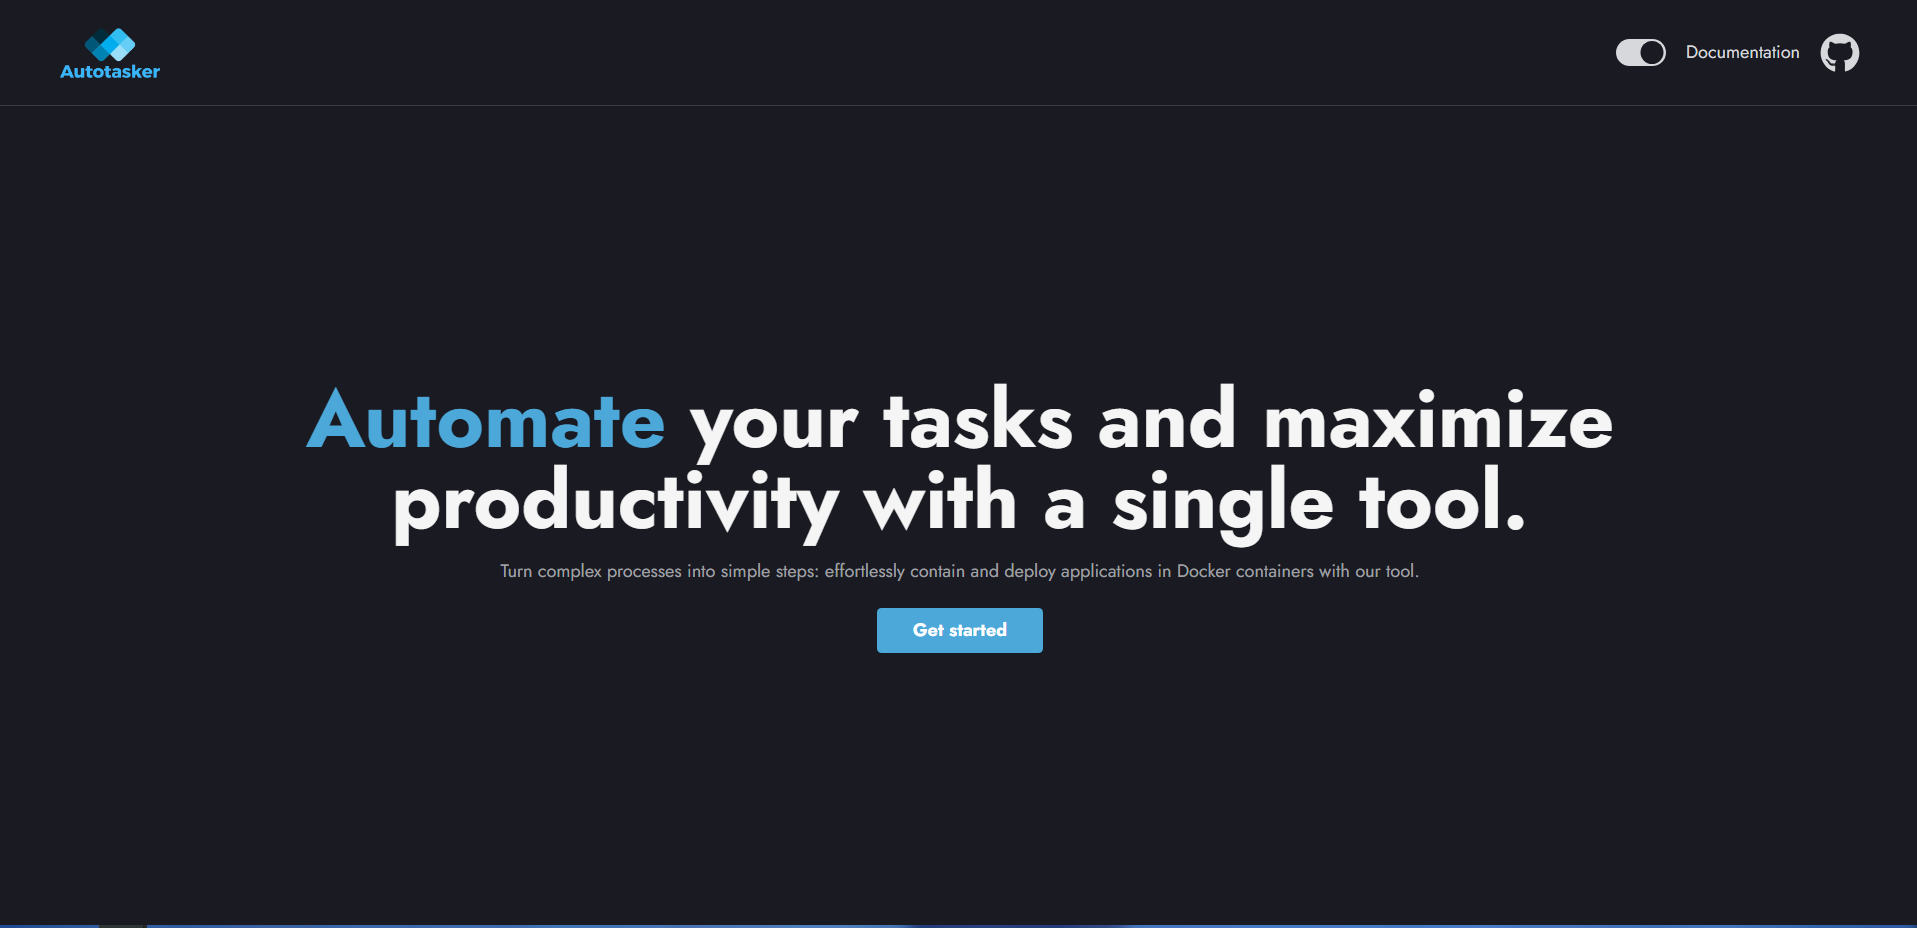 Autotasker
Documentation
Automate your tasks and maximize
productivity with a single tool.
Turn complex processes into simple steps: effortlessly contain and deploy applications in Docker containers with our tool.
Get started